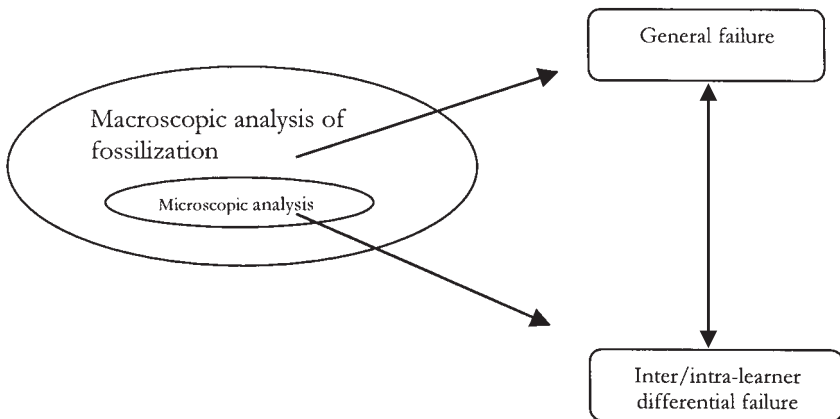 General failure
Macroscopic analysis of
fossilization
Microscopic analysis
Inter/intra-learner
differential failure